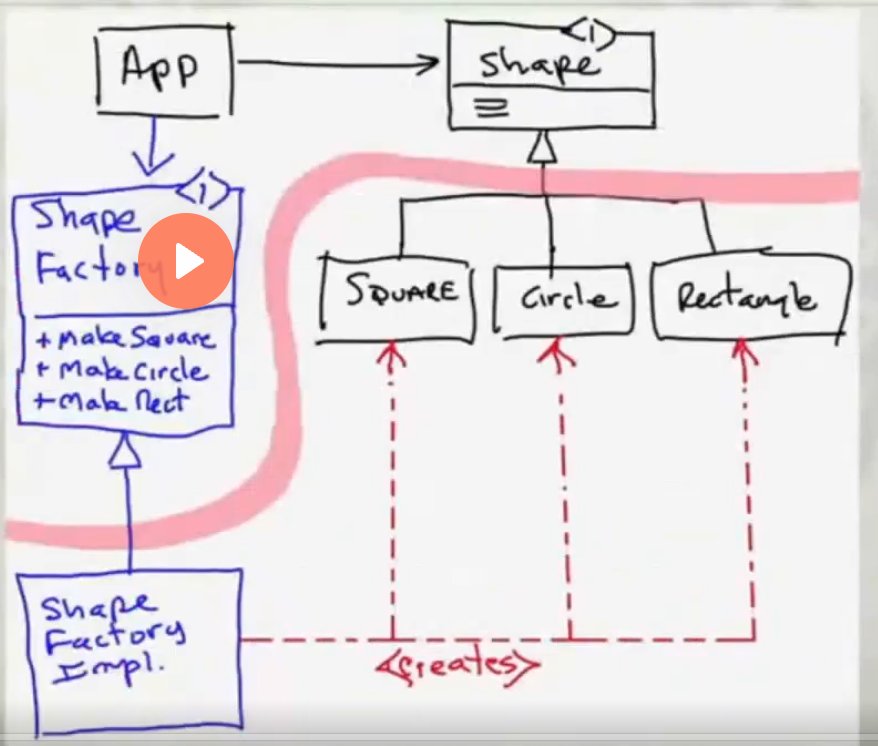 App
<I>
Shape
<I>
Shape
Factory
+ Make Square
+ Make Circle
+ Make Rect
SQUARE
Circle
Rectangle
Shape
Factory
Impl.
<creates>